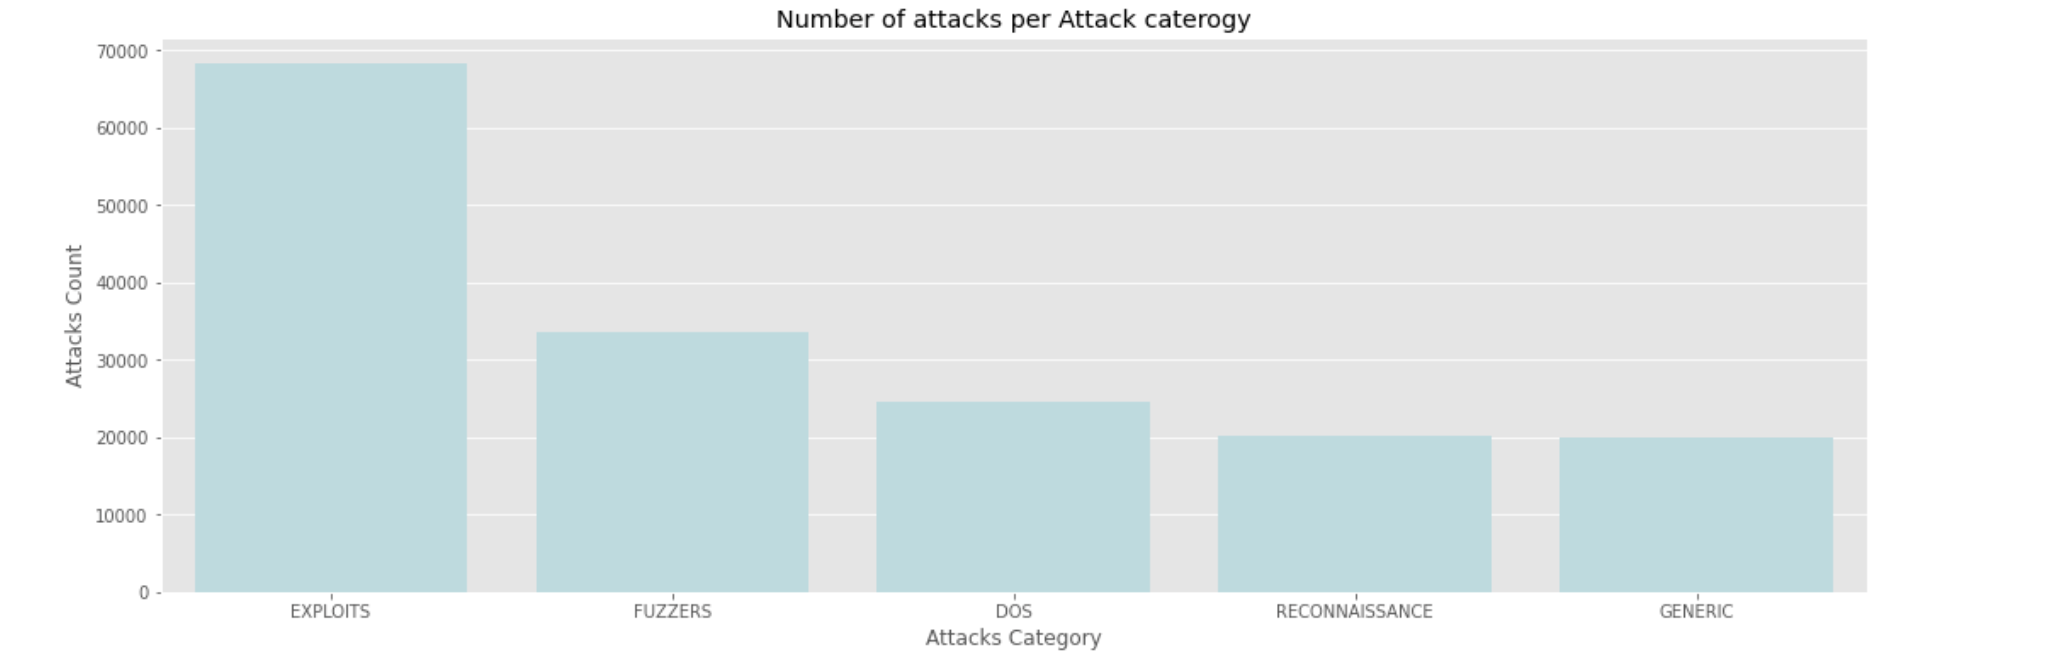 Number of attacks per Attack caterogy
70000
60000
50000
40000
30000
20000
10000
0
Attacks Count
EXPLOITS FUZZERS DOS RECONNAISSANCE GENERIC
Attacks Category